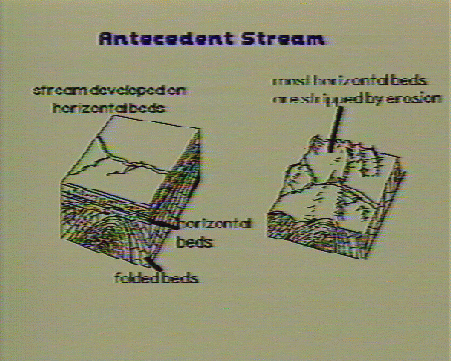 Antecedent Stream
stream developed on
horizontal beds
most horizontal beds
are stripped by erosion
horizontal
beds
folded beds